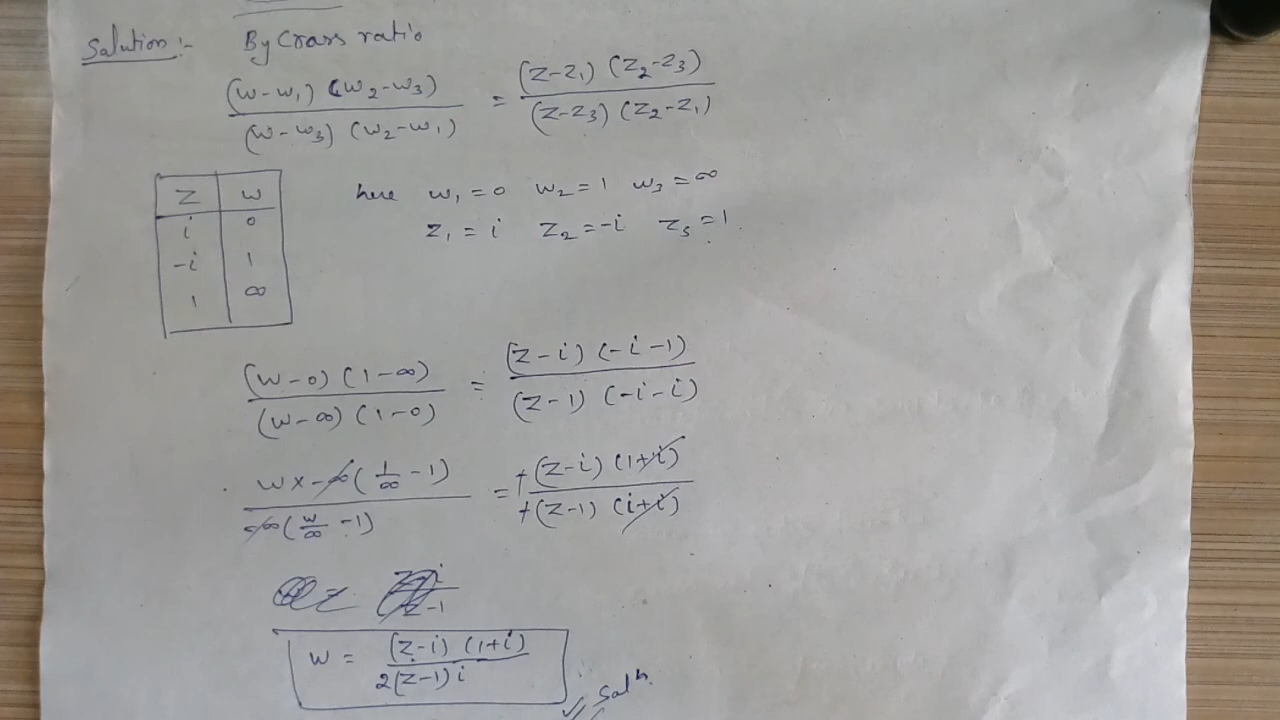 Solution:- By Crass ratio
(w-w₁) (w₂-w₃) / (w-w₃) (w₂-w₁) = (z-z₁) (z₂-z₃) / (z-z₃) (z₂-z₁)
z w
i 0
-i 1
1 ∞
here w₁=0 w₂=1 w₃=∞
z₁=i z₂=-i z₃=1
(w-0) (1-∞) / (w-∞) (1-0) = (z-i) (-i-1) / (z-1) (-i-i)
w×-∞(1/∞ -1) / -∞(w/∞ -1) = +(z-i) (1+i) / +(z-1) (i+i)
w = (z-i) (1+i) / 2(z-1)i
Salⁿ.